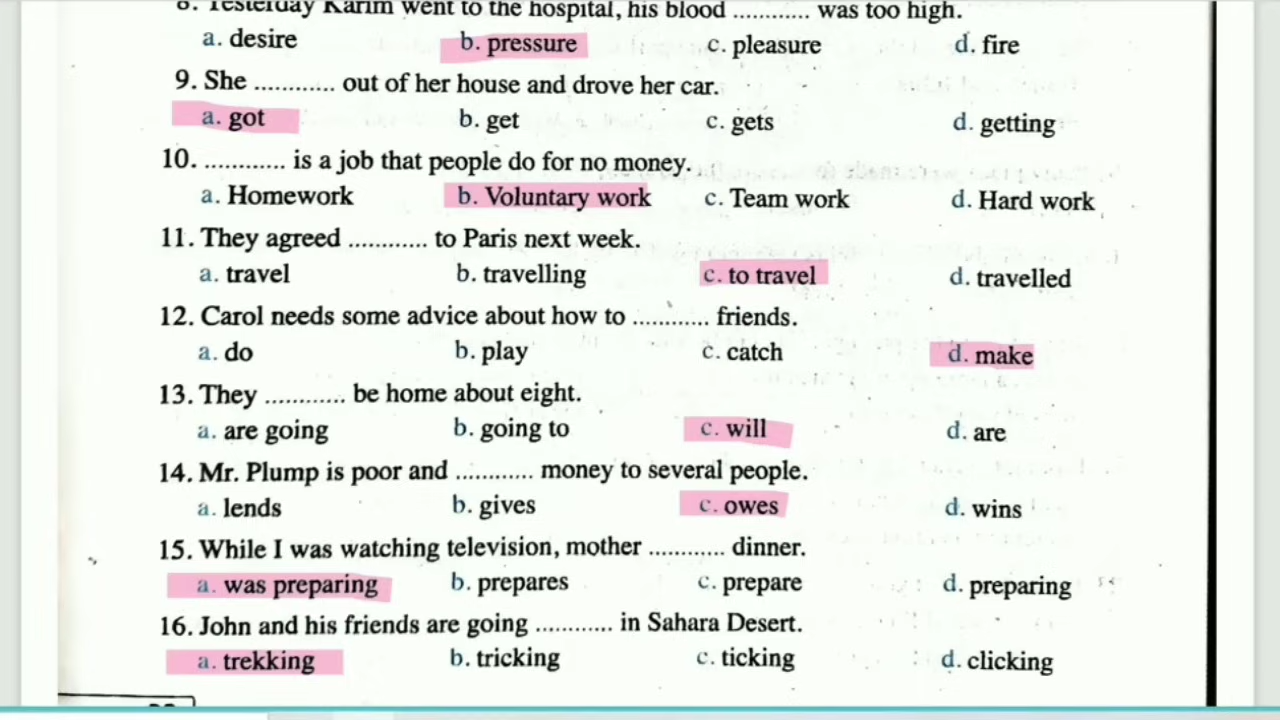 8. Yesterday Karim went to the hospital, his blood ............ was too high.
a. desire b. pressure c. pleasure d. fire
9. She ............ out of her house and drove her car.
a. got b. get c. gets d. getting
10. ............ is a job that people do for no money.
a. Homework b. Voluntary work c. Team work d. Hard work
11. They agreed ............ to Paris next week.
a. travel b. travelling c. to travel d. travelled
12. Carol needs some advice about how to ............ friends.
a. do b. play c. catch d. make
13. They ............ be home about eight.
a. are going b. going to c. will d. are
14. Mr. Plump is poor and ............ money to several people.
a. lends b. gives c. owes d. wins
15. While I was watching television, mother ............ dinner.
a. was preparing b. prepares c. prepare d. preparing
16. John and his friends are going ............ in Sahara Desert.
a. trekking b. tricking c. ticking d. clicking